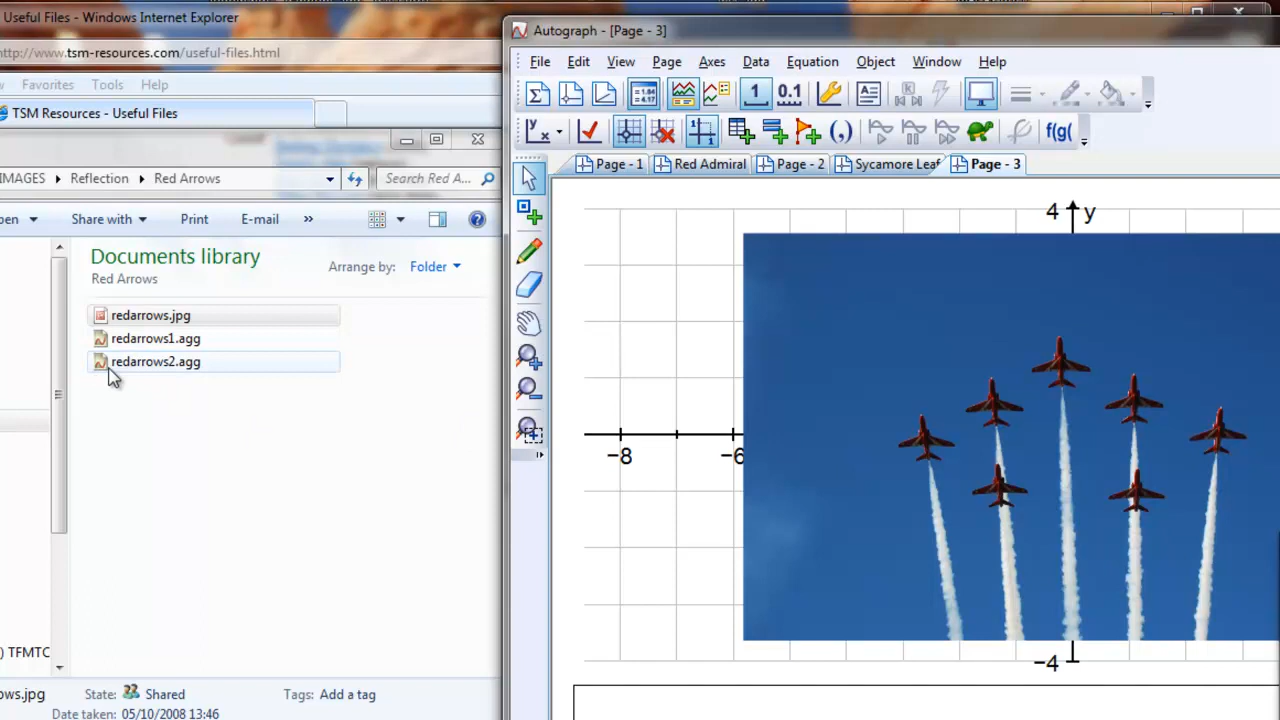 Useful Files - Windows Internet Explorer
http://www.tsm-resources.com/useful-files.html
Favorites Tools Help
TSM Resources - Useful Files
IMAGES Reflection Red Arrows Search Red A...
Share with Print E-mail »
Documents library
Red Arrows
Arrange by: Folder
redarrows.jpg
redarrows1.agg
redarrows2.agg
) TFMTC
State: Shared Tags: Add a tag
Date taken: 05/10/2008 13:46
Autograph - [Page - 3]
File Edit View Page Axes Data Equation Object Window Help
1 0.1
Page - 1 Red Admiral Page - 2 Sycamore Leaf Page - 3
4 y
−8 −6
−4